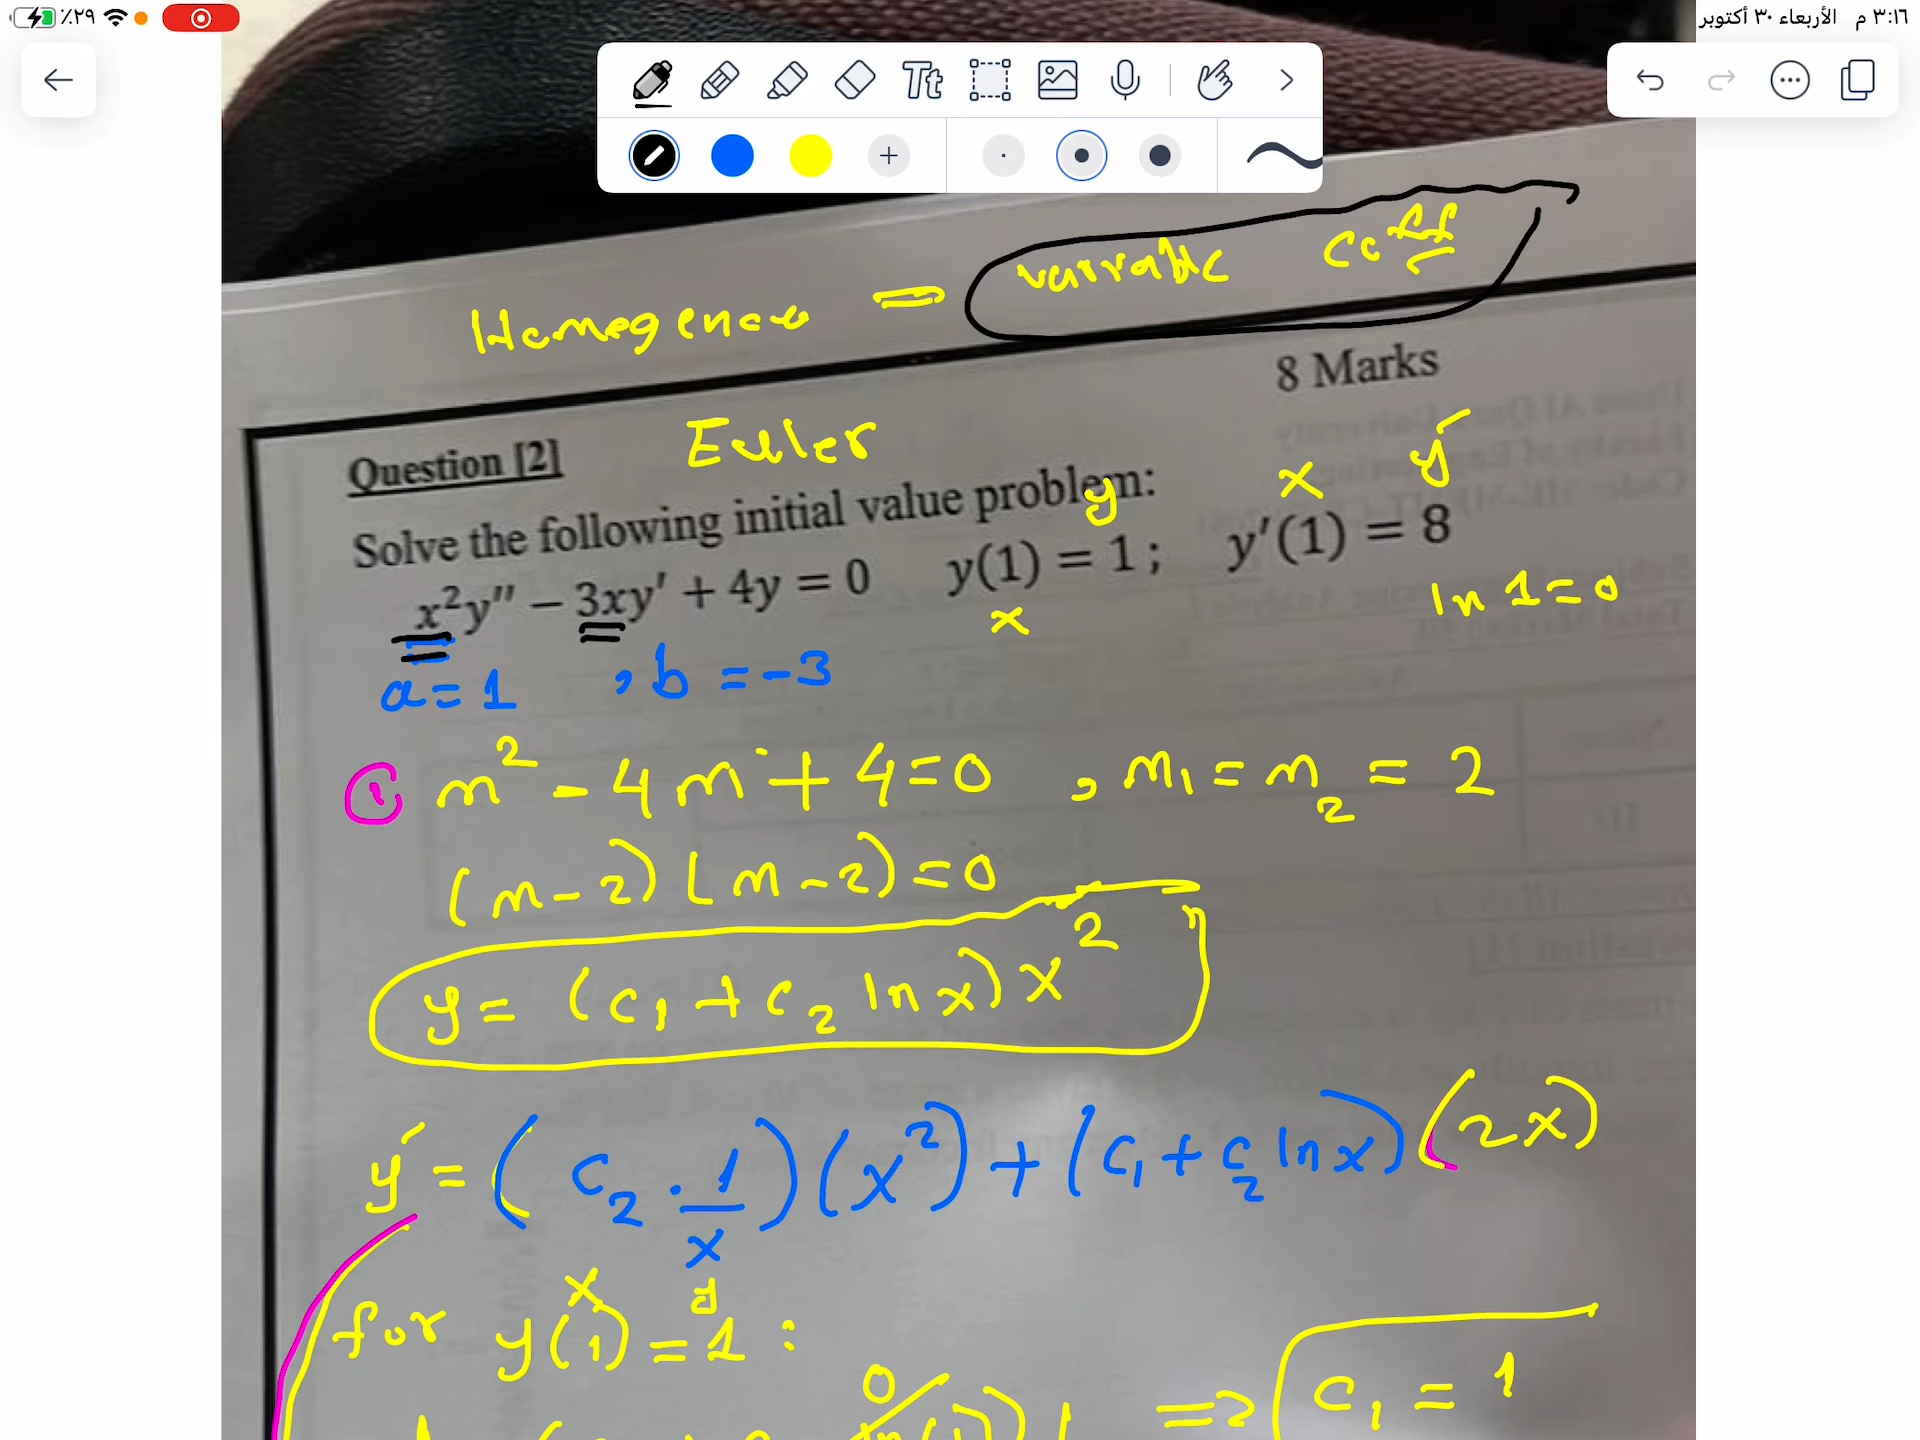 ٪٢٩
٣:١٦ م الأربعاء ٣٠ أكتوبر
Tt
Homogeneous = variable Coeff
8 Marks
Question [2] Euler
Solve the following initial value problem:
y x y'
x²y″ − 3xy′ + 4y = 0 y(1) = 1; y′(1) = 8
x ln 1 = 0
a = 1 , b = -3
① m² - 4m + 4 = 0 , m₁ = m₂ = 2
(m-2)(m-2) = 0
y = (c₁ + c₂ ln x) x²
y' = (c₂ · 1/x)(x²) + (c₁ + c₂ ln x)(2x)
x y
for y(1) = 1 :
0
=> c₁ = 1